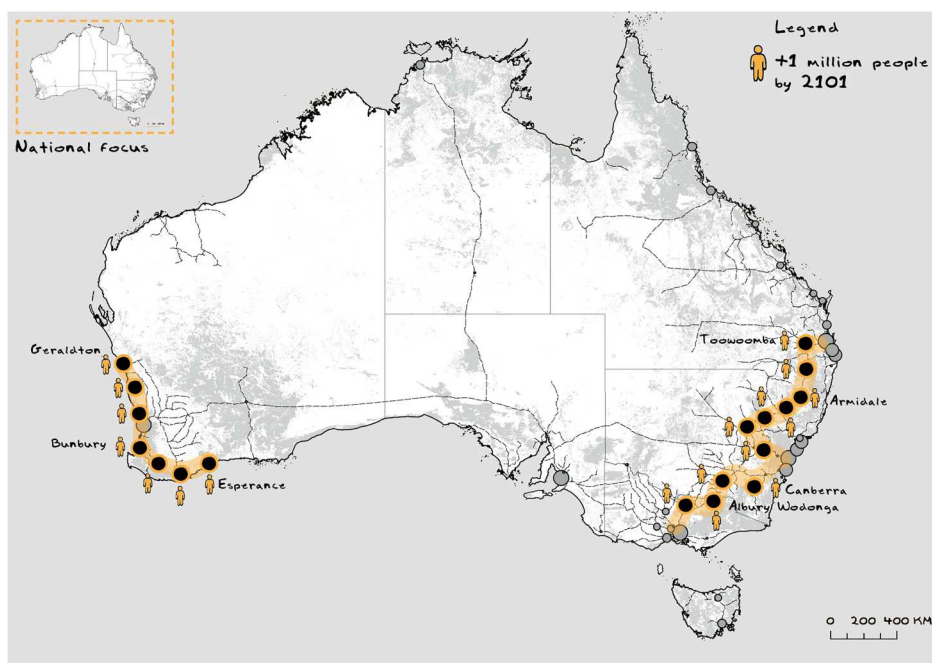 Legend
+1 million people
by 2101
National focus
Geraldton
Toowoomba
Armidale
Bunbury
Esperance
Canberra
Albury Wodonga
0 200 400 KM